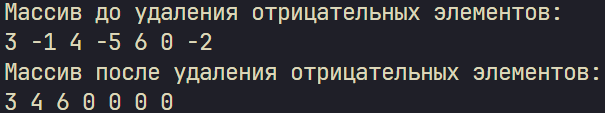 Массив до удаления отрицательных элементов:
3 -1 4 -5 6 0 -2
Массив после удаления отрицательных элементов:
3 4 6 0 0 0 0